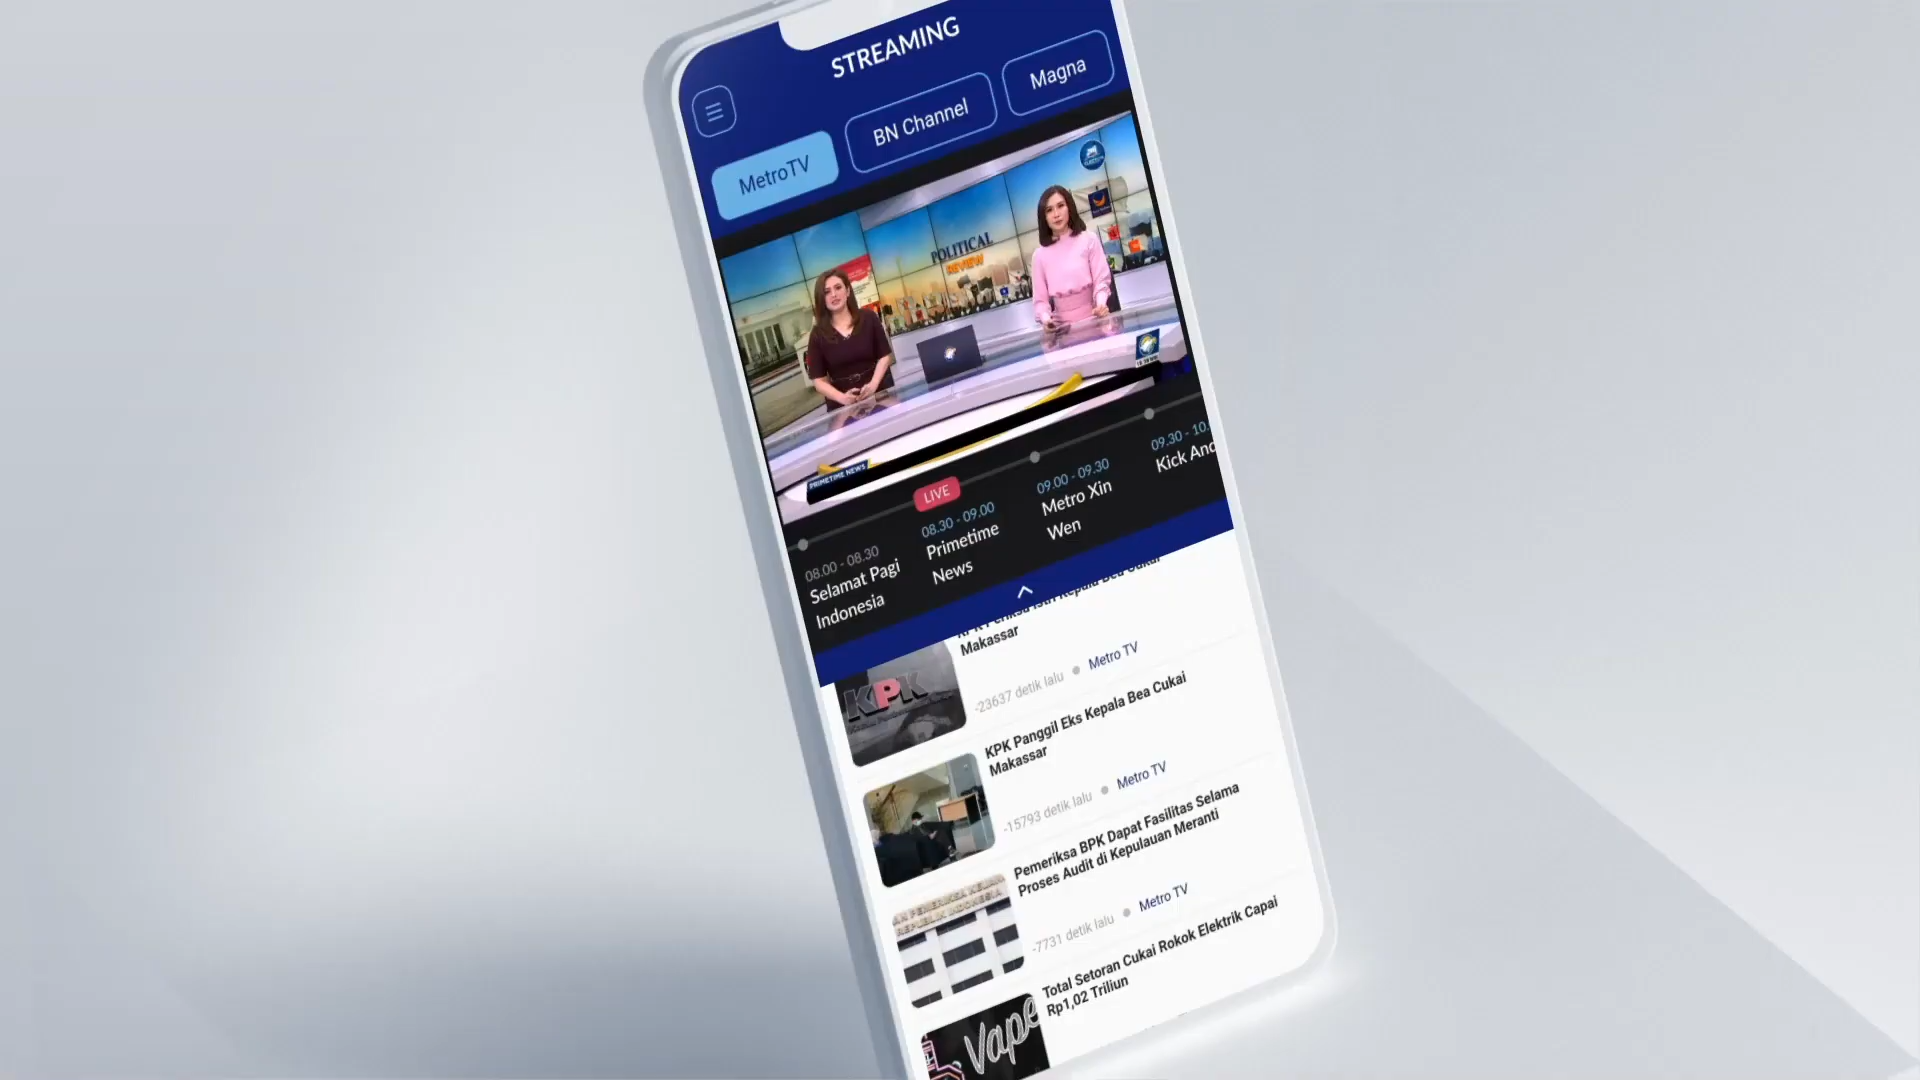 STREAMING
MetroTV
BN Channel
Magna
POLITICAL
REVIEW
PRIMETIME NEWS
LIVE
08.00 - 08.30
Selamat Pagi
Indonesia
08.30 - 09.00
Primetime
News
09.00 - 09.30
Metro Xin
Wen
09.30 - 10.
Kick And
Makassar
-23637 detik lalu
Metro TV
KPK
KPK Panggil Eks Kepala Bea Cukai
Makassar
-15793 detik lalu
Metro TV
Pemeriksa BPK Dapat Fasilitas Selama
Proses Audit di Kepulauan Meranti
-7731 detik lalu
Metro TV
REPUBLIK INDONESIA
Total Setoran Cukai Rokok Elektrik Capai
Rp1,02 Triliun
Vape